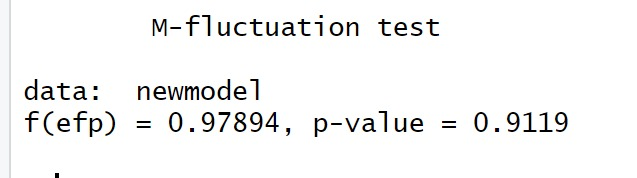 M-fluctuation test
data: newmodel
f(efp) = 0.97894, p-value = 0.9119